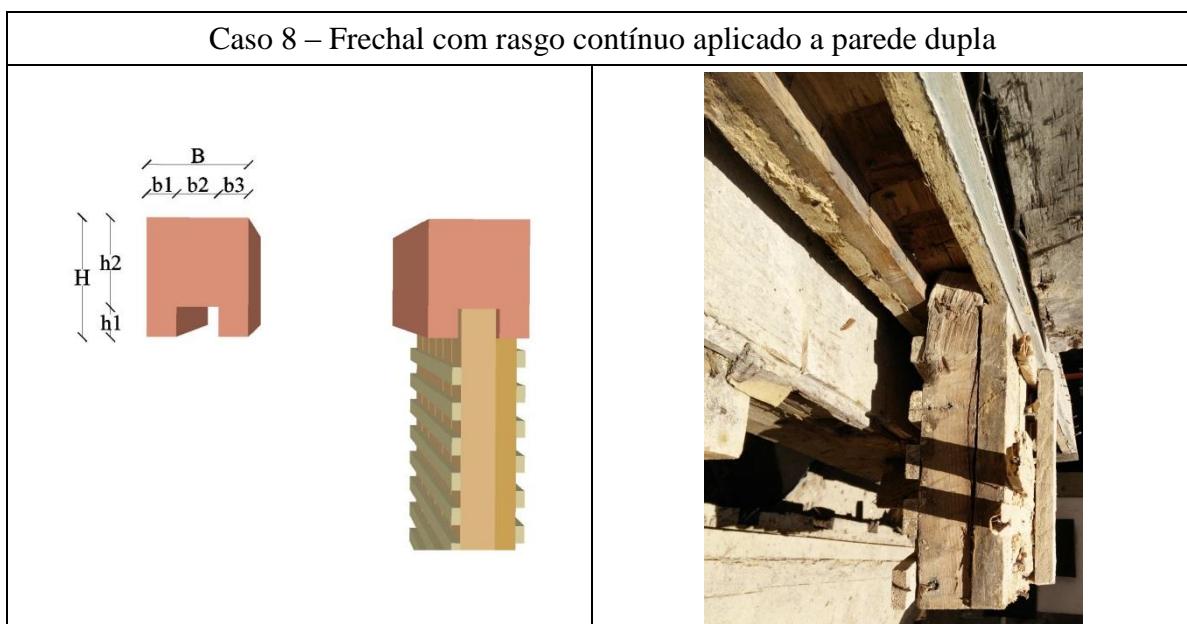 Caso 8 – Frechal com rasgo contínuo aplicado a parede dupla
B
b1 b2 b3
H
h2
h1